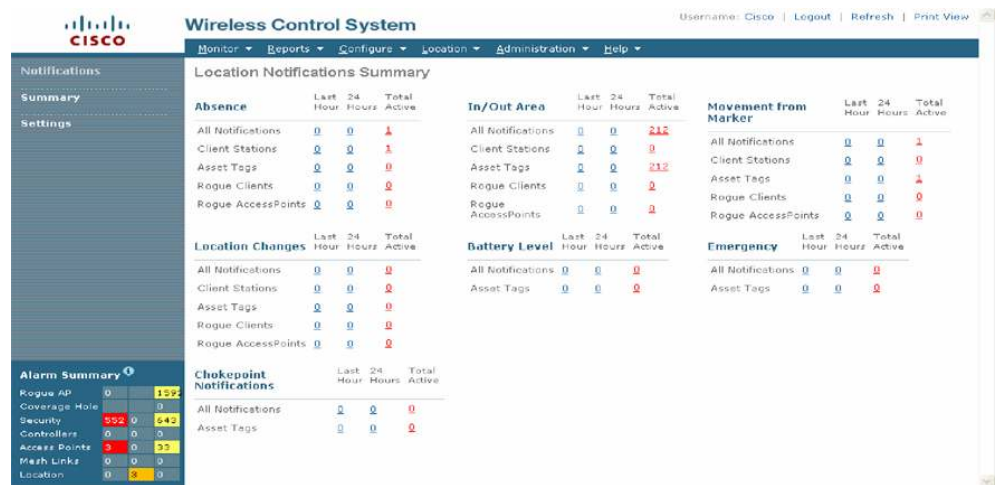 Username: Cisco | Logout | Refresh | Print View
CISCO
Wireless Control System
Monitor Reports Configure Location Administration Help
Notifications
Summary
Settings
Location Notifications Summary
Absence Last Hour 24 Hours Total Active
All Notifications 0 0 1
Client Stations 0 0 1
Asset Tags 0 0 0
Rogue Clients 0 0 0
Rogue AccessPoints 0 0 0
In/Out Area Last Hour 24 Hours Total Active
All Notifications 0 0 212
Client Stations 0 0 0
Asset Tags 0 0 212
Rogue Clients 0 0 0
Rogue AccessPoints 0 0 0
Movement from Marker Last Hour 24 Hours Total Active
All Notifications 0 0 1
Client Stations 0 0 0
Asset Tags 0 0 1
Rogue Clients 0 0 0
Rogue AccessPoints 0 0 0
Location Changes Last Hour 24 Hours Total Active
All Notifications 0 0 0
Client Stations 0 0 0
Asset Tags 0 0 0
Rogue Clients 0 0 0
Rogue AccessPoints 0 0 0
Battery Level Last Hour 24 Hours Total Active
All Notifications 0 0 0
Asset Tags 0 0 0
Emergency Last Hour 24 Hours Total Active
All Notifications 0 0 0
Asset Tags 0 0 0
Chokepoint Notifications Last Hour 24 Hours Total Active
All Notifications 0 0 0
Asset Tags 0 0 0
Alarm Summary
Rogue AP 0 1592
Coverage Hole 0
Security 552 0 643
Controllers 0 0 0
Access Points 3 0 33
Mesh Links 0 0 0
Location 0 3 0